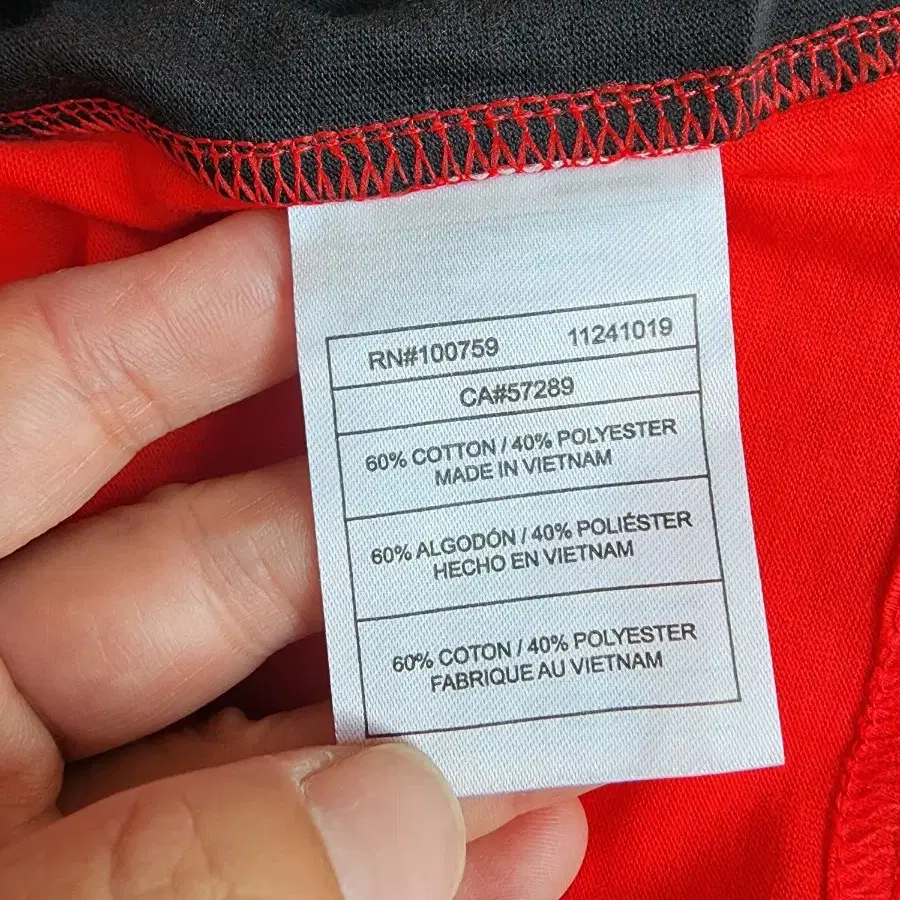 RN#100759 11241019
CA#57289
60% COTTON / 40% POLYESTER
MADE IN VIETNAM
60% ALGODÓN / 40% POLIÉSTER
HECHO EN VIETNAM
60% COTON / 40% POLYESTER
FABRIQUE AU VIETNAM